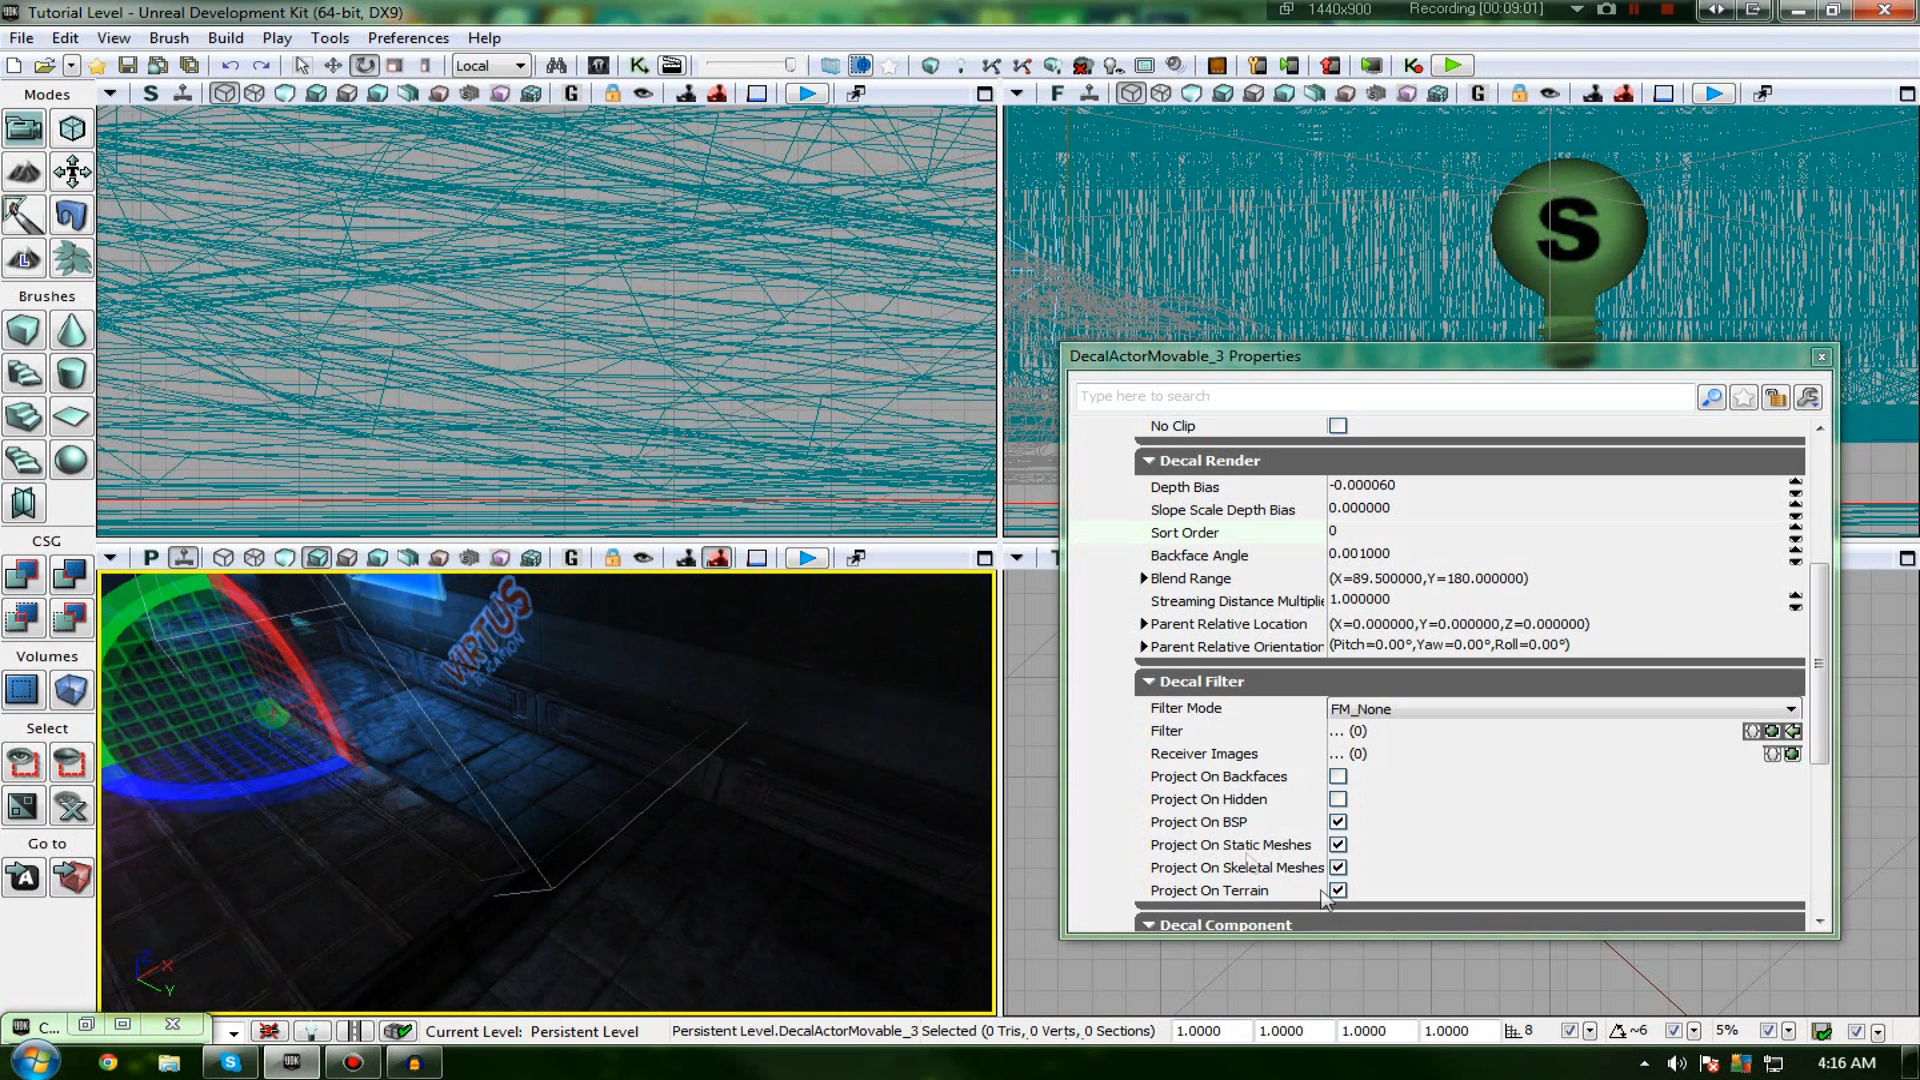 Tutorial Level - Unreal Development Kit (64-bit, DX9)
1440x900
Recording [00:09:01]
File Edit View Brush Build Play Tools Preferences Help
Local
Modes
S
G
F
G
S
Brushes
CSG
Volumes
Select
Go to
P
G
VIRTUS
DecalActorMovable_3 Properties
Type here to search
No Clip
Decal Render
Depth Bias -0.000060
Slope Scale Depth Bias 0.000000
Sort Order 0
Backface Angle 0.001000
Blend Range (X=89.500000,Y=180.000000)
Streaming Distance Multiplie 1.000000
Parent Relative Location (X=0.000000,Y=0.000000,Z=0.000000)
Parent Relative Orientation (Pitch=0.00°,Yaw=0.00°,Roll=0.00°)
Decal Filter
Filter Mode FM_None
Filter ... (0)
Receiver Images ... (0)
Project On Backfaces
Project On Hidden
Project On BSP
Project On Static Meshes
Project On Skeletal Meshes
Project On Terrain
Decal Component
Z
X
Y
C...
Current Level: Persistent Level
Persistent Level.DecalActorMovable_3 Selected (0 Tris, 0 Verts, 0 Sections)
1.0000 1.0000 1.0000 1.0000
8
~6
5%
4:16 AM